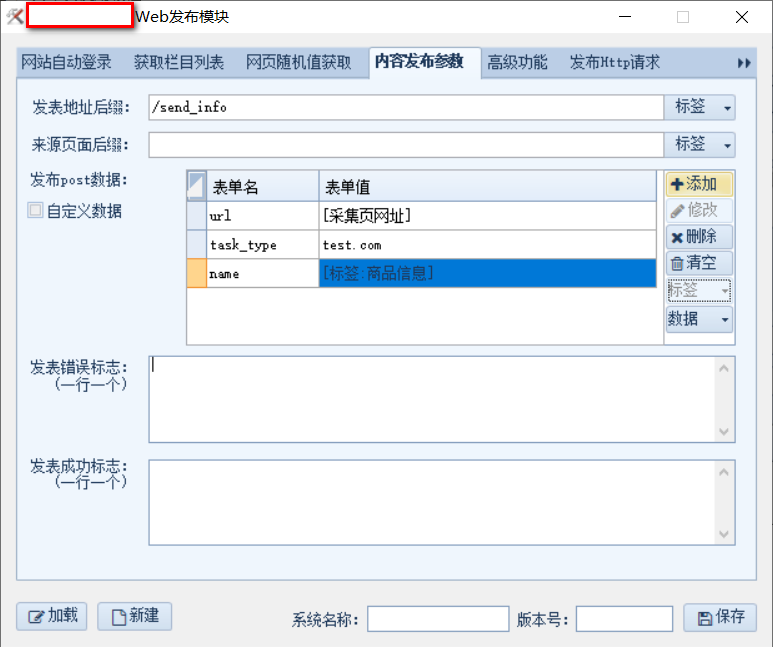 Web发布模块
网站自动登录 获取栏目列表 网页随机值获取 内容发布参数 高级功能 发布Http请求
发表地址后缀: /send_info 标签
来源页面后缀: 标签
发布post数据: 表单名 表单值 添加
自定义数据 url [采集页网址] 修改
task_type test.com 删除
name [标签 商品信息] 清空
标签
数据
发表错误标志:
(一行一个)
发表成功标志:
(一行一个)
加载 新建 系统名称: 版本号: 保存